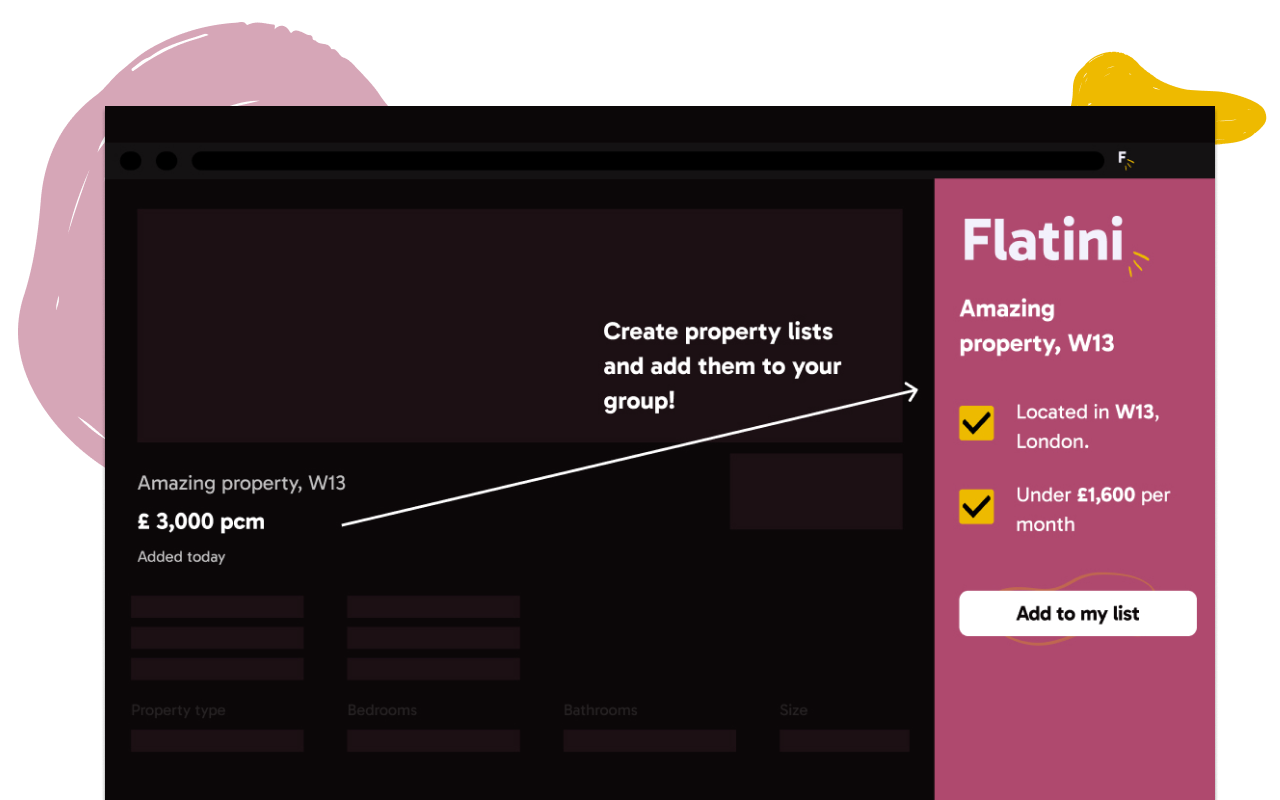 F
Create property lists
and add them to your
group!
Amazing property, W13
£ 3,000 pcm
Added today
Property type
Bedrooms
Bathrooms
Size
Flatini
Amazing
property, W13
Located in W13,
London.
Under £1,600 per
month
Add to my list